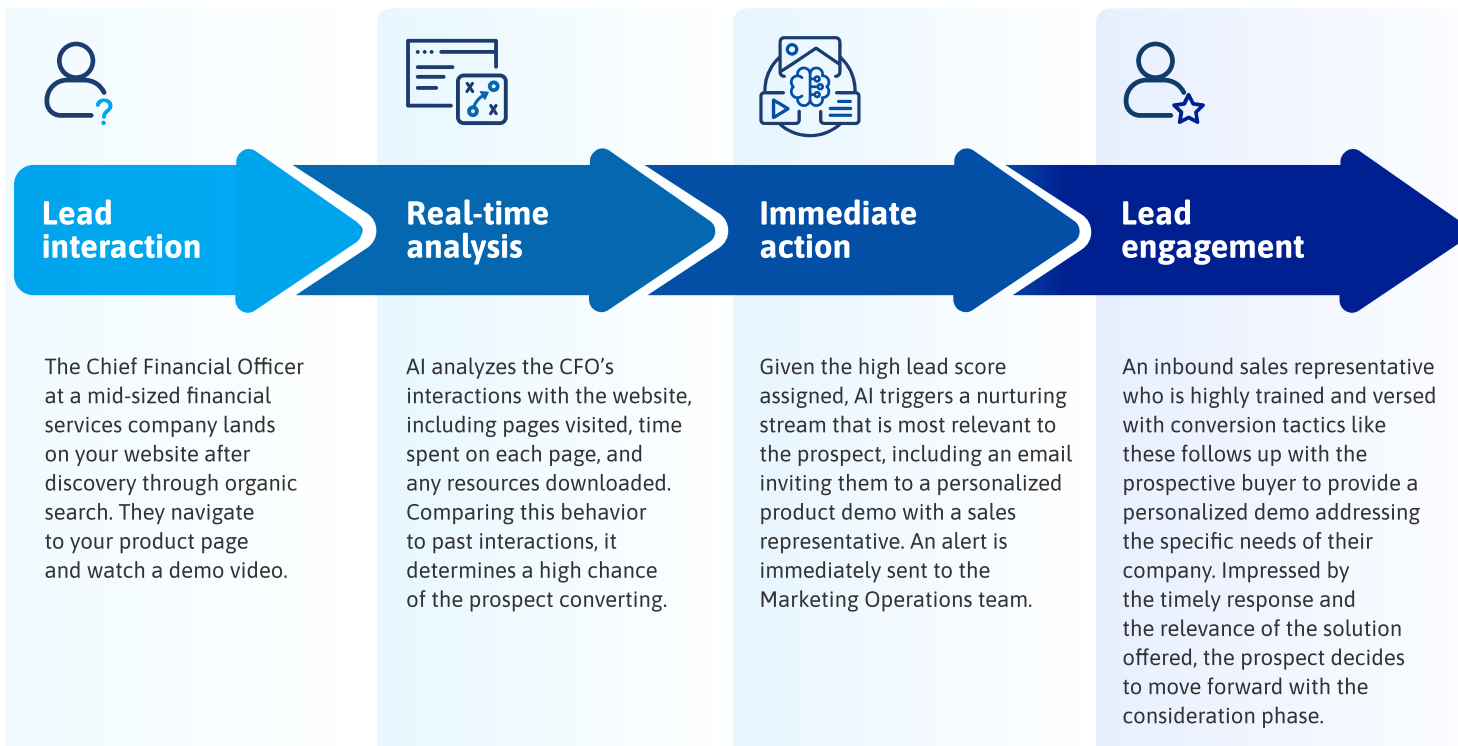 Lead
interaction
The Chief Financial Officer
at a mid-sized financial
services company lands
on your website after
discovery through organic
search. They navigate
to your product page
and watch a demo video.
Real-time
analysis
AI analyzes the CFO’s
interactions with the website,
including pages visited, time
spent on each page, and
any resources downloaded.
Comparing this behavior
to past interactions, it
determines a high chance
of the prospect converting.
Immediate
action
Given the high lead score
assigned, AI triggers a nurturing
stream that is most relevant to
the prospect, including an email
inviting them to a personalized
product demo with a sales
representative. An alert is
immediately sent to the
Marketing Operations team.
Lead
engagement
An inbound sales representative
who is highly trained and versed
with conversion tactics like
these follows up with the
prospective buyer to provide a
personalized demo addressing
the specific needs of their
company. Impressed by
the timely response and
the relevance of the solution
offered, the prospect decides
to move forward with the
consideration phase.